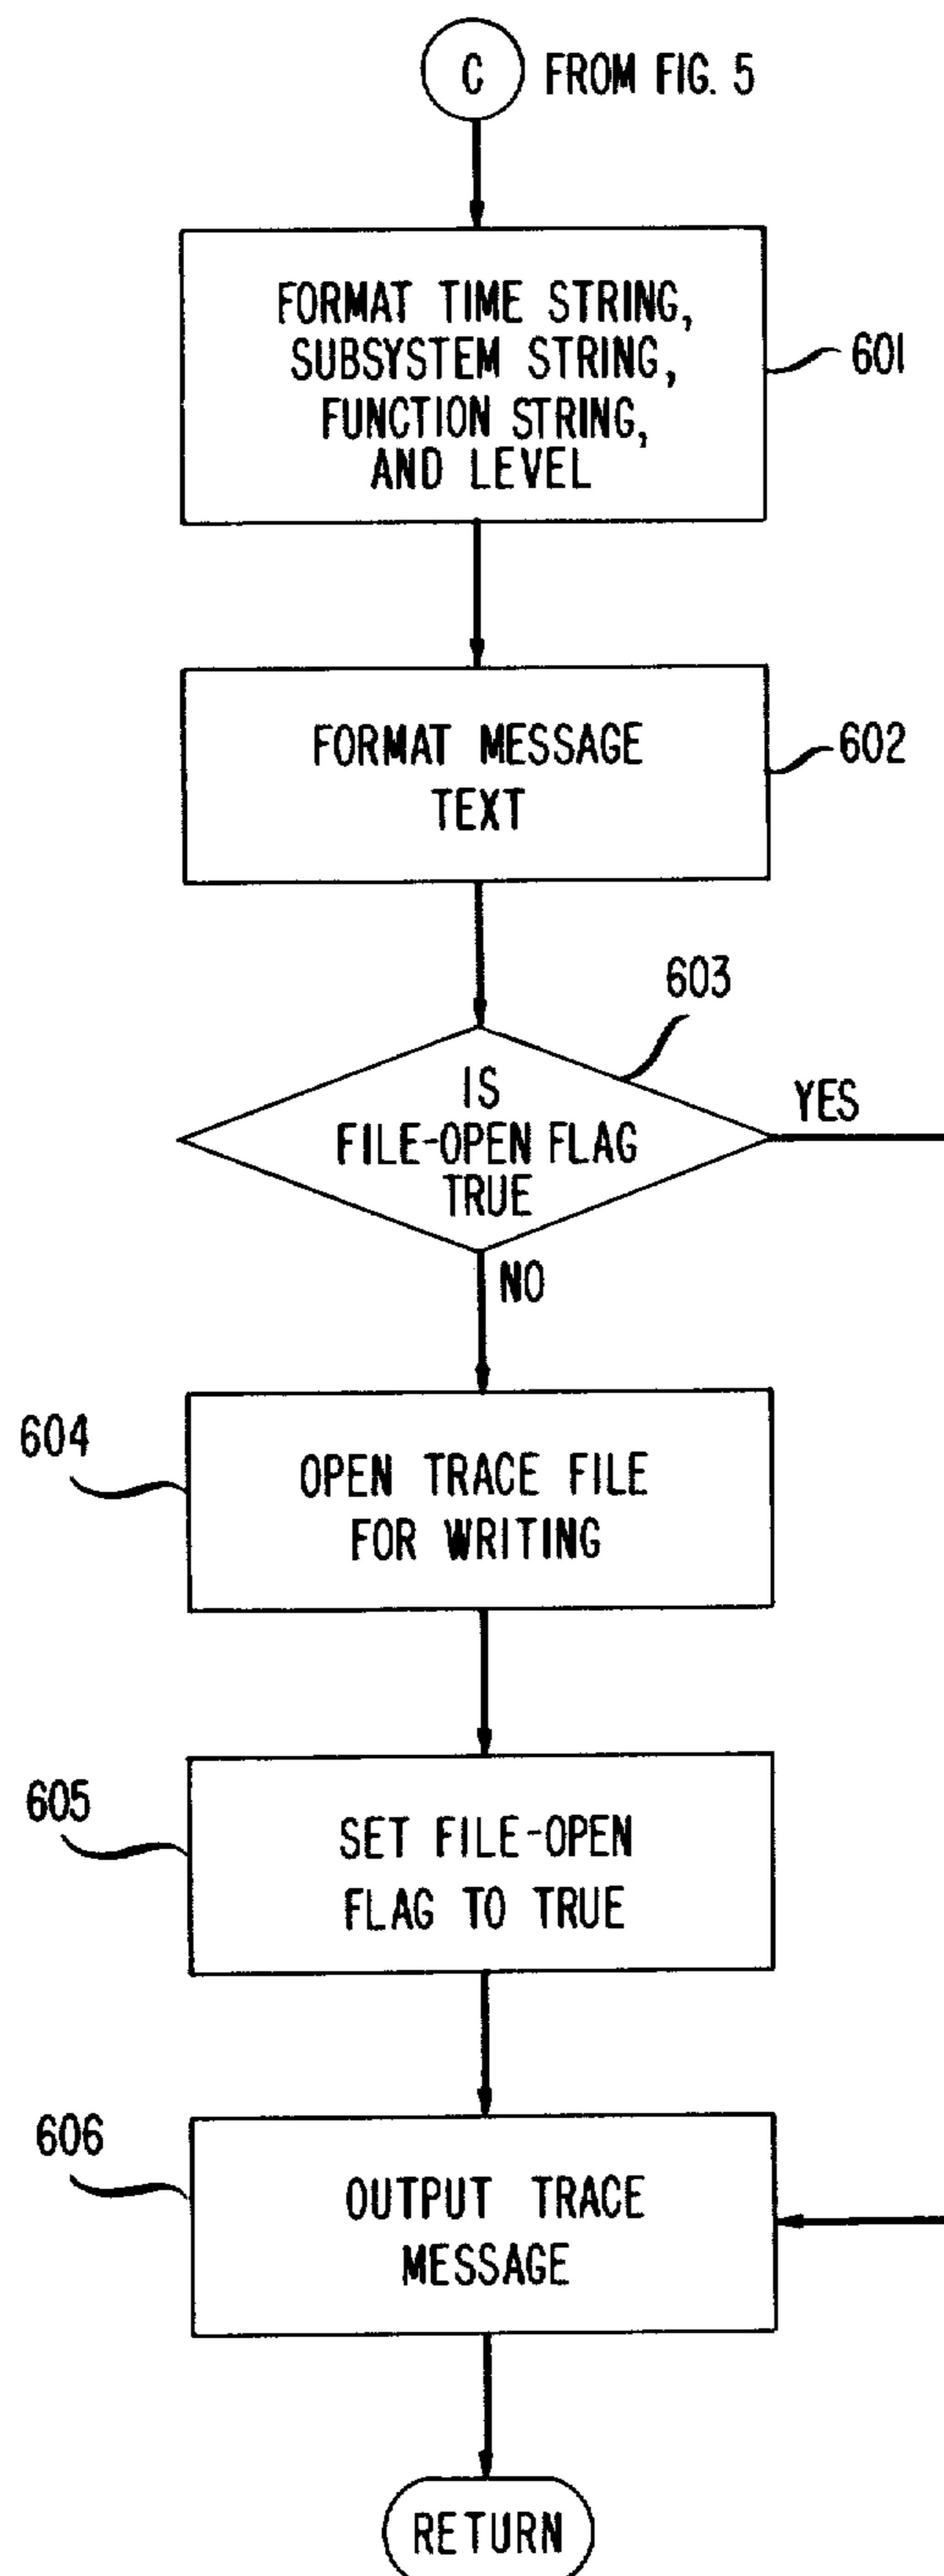 C FROM FIG. 5
FORMAT TIME STRING,
SUBSYSTEM STRING,
FUNCTION STRING,
AND LEVEL
601
FORMAT MESSAGE
TEXT
602
603
IS
FILE-OPEN FLAG
TRUE
YES
NO
604
OPEN TRACE FILE
FOR WRITING
605
SET FILE-OPEN
FLAG TO TRUE
606
OUTPUT TRACE
MESSAGE
RETURN